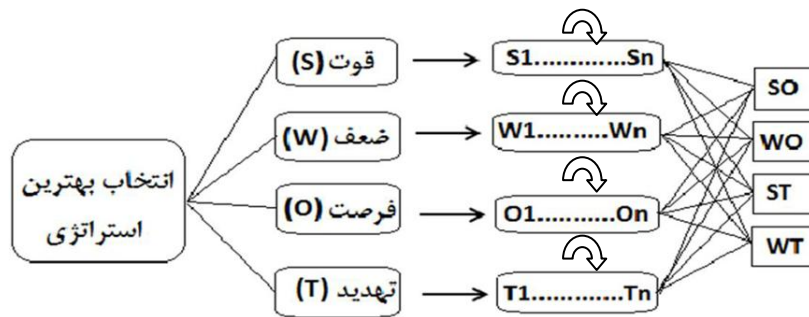 انتخاب بهترین
استراتژی
قوت (S)
ضعف (W)
فرصت (O)
تهدید (T)
S1.............Sn
W1..........Wn
O1...........On
T1.............Tn
SO
WO
ST
WT